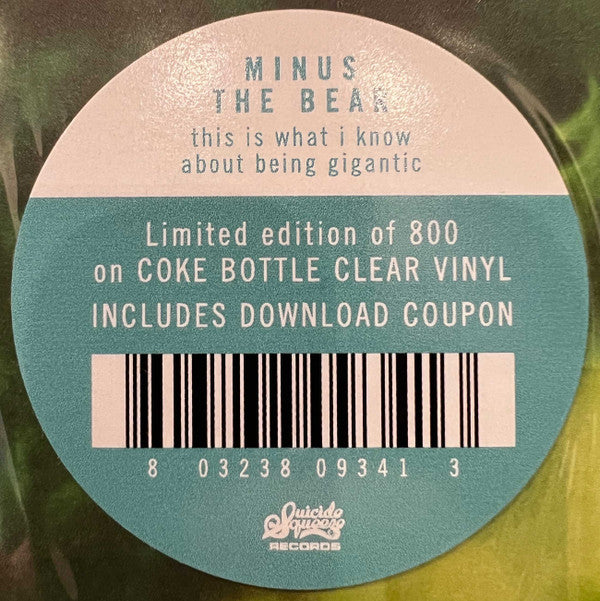 MINUS
THE BEAR
this is what i know
about being gigantic
Limited edition of 800
on COKE BOTTLE CLEAR VINYL
INCLUDES DOWNLOAD COUPON
8 03238 09341 3
Suicide
Squeeze
RECORDS